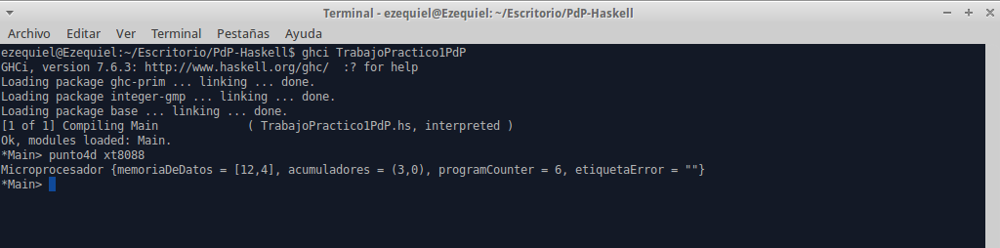 Terminal - ezequiel@Ezequiel: ~/Escritorio/PdP-Haskell
Archivo Editar Ver Terminal Pestañas Ayuda
ezequiel@Ezequiel:~/Escritorio/PdP-Haskell$ ghci TrabajoPractico1PdP
GHCi, version 7.6.3: http://www.haskell.org/ghc/  :? for help
Loading package ghc-prim ... linking ... done.
Loading package integer-gmp ... linking ... done.
Loading package base ... linking ... done.
[1 of 1] Compiling Main             ( TrabajoPractico1PdP.hs, interpreted )
Ok, modules loaded: Main.
*Main> punto4d xt8088
Microprocesador {memoriaDeDatos = [12,4], acumuladores = (3,0), programCounter = 6, etiquetaError = ""}
*Main>